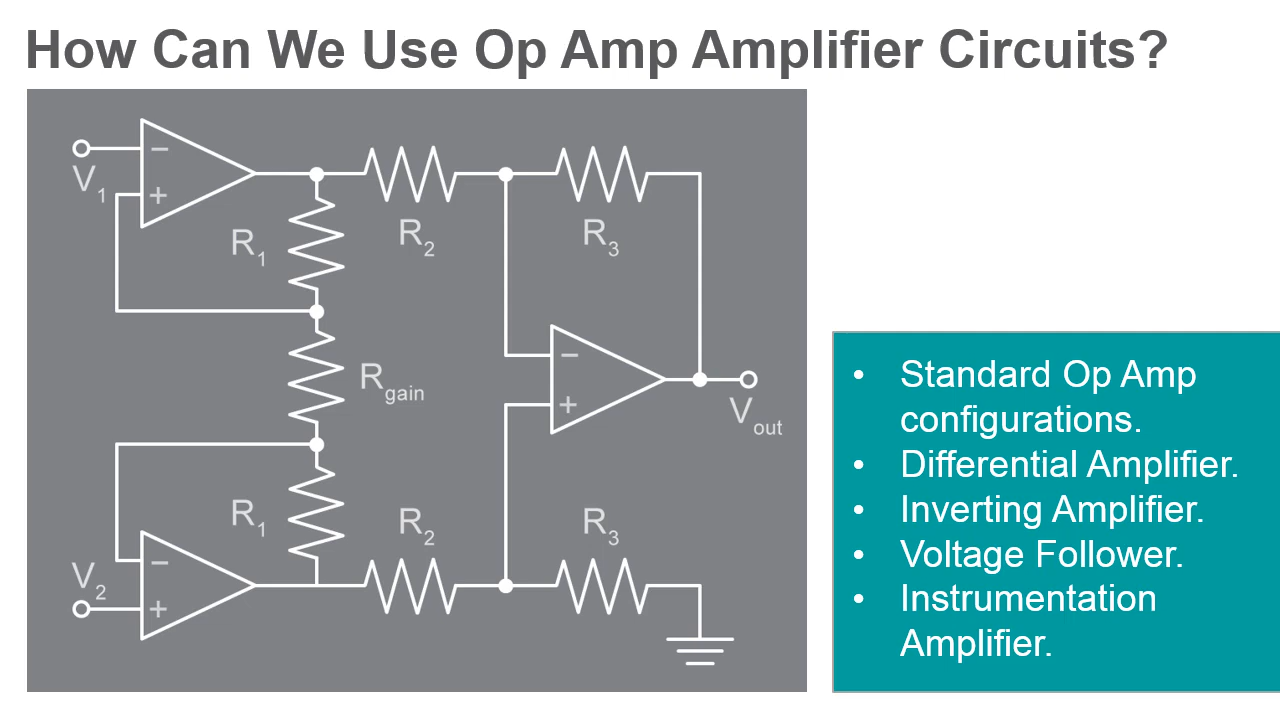 How Can We Use Op Amp Amplifier Circuits?
−
V1
+
R1
R2
R3
Rgain
−
+
Vout
R1
R2
R3
V2
−
+
• Standard Op Amp
configurations.
• Differential Amplifier.
• Inverting Amplifier.
• Voltage Follower.
• Instrumentation
Amplifier.